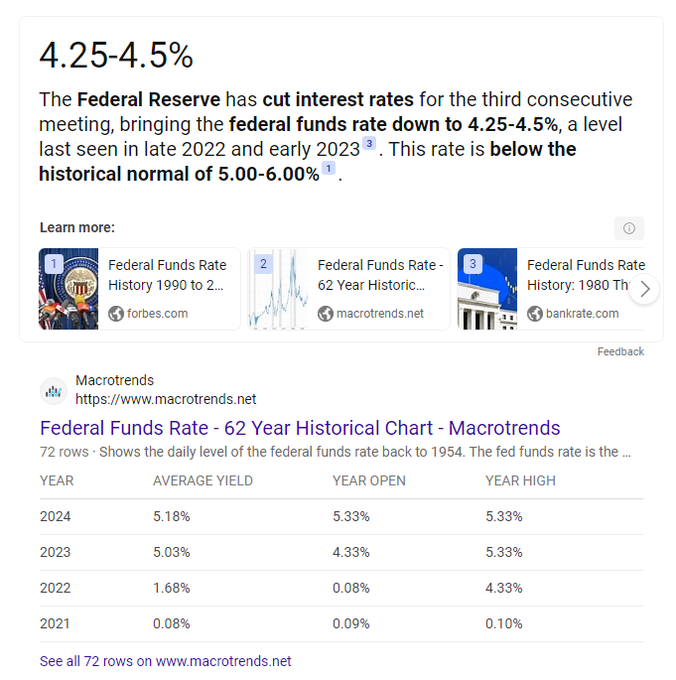 4.25-4.5%
The Federal Reserve has cut interest rates for the third consecutive
meeting, bringing the federal funds rate down to 4.25-4.5%, a level
last seen in late 2022 and early 2023 3 . This rate is below the
historical normal of 5.00-6.00% 1 .
Learn more:
1
Federal Funds Rate
History 1990 to 2...
forbes.com
2
Federal Funds Rate -
62 Year Historic...
macrotrends.net
3
Federal Funds Rate
History: 1980 Th
bankrate.com
Feedback
Macrotrends
https://www.macrotrends.net
Federal Funds Rate - 62 Year Historical Chart - Macrotrends
72 rows · Shows the daily level of the federal funds rate back to 1954. The fed funds rate is the ...
YEAR AVERAGE YIELD YEAR OPEN YEAR HIGH
2024 5.18% 5.33% 5.33%
2023 5.03% 4.33% 5.33%
2022 1.68% 0.08% 4.33%
2021 0.08% 0.09% 0.10%
See all 72 rows on www.macrotrends.net